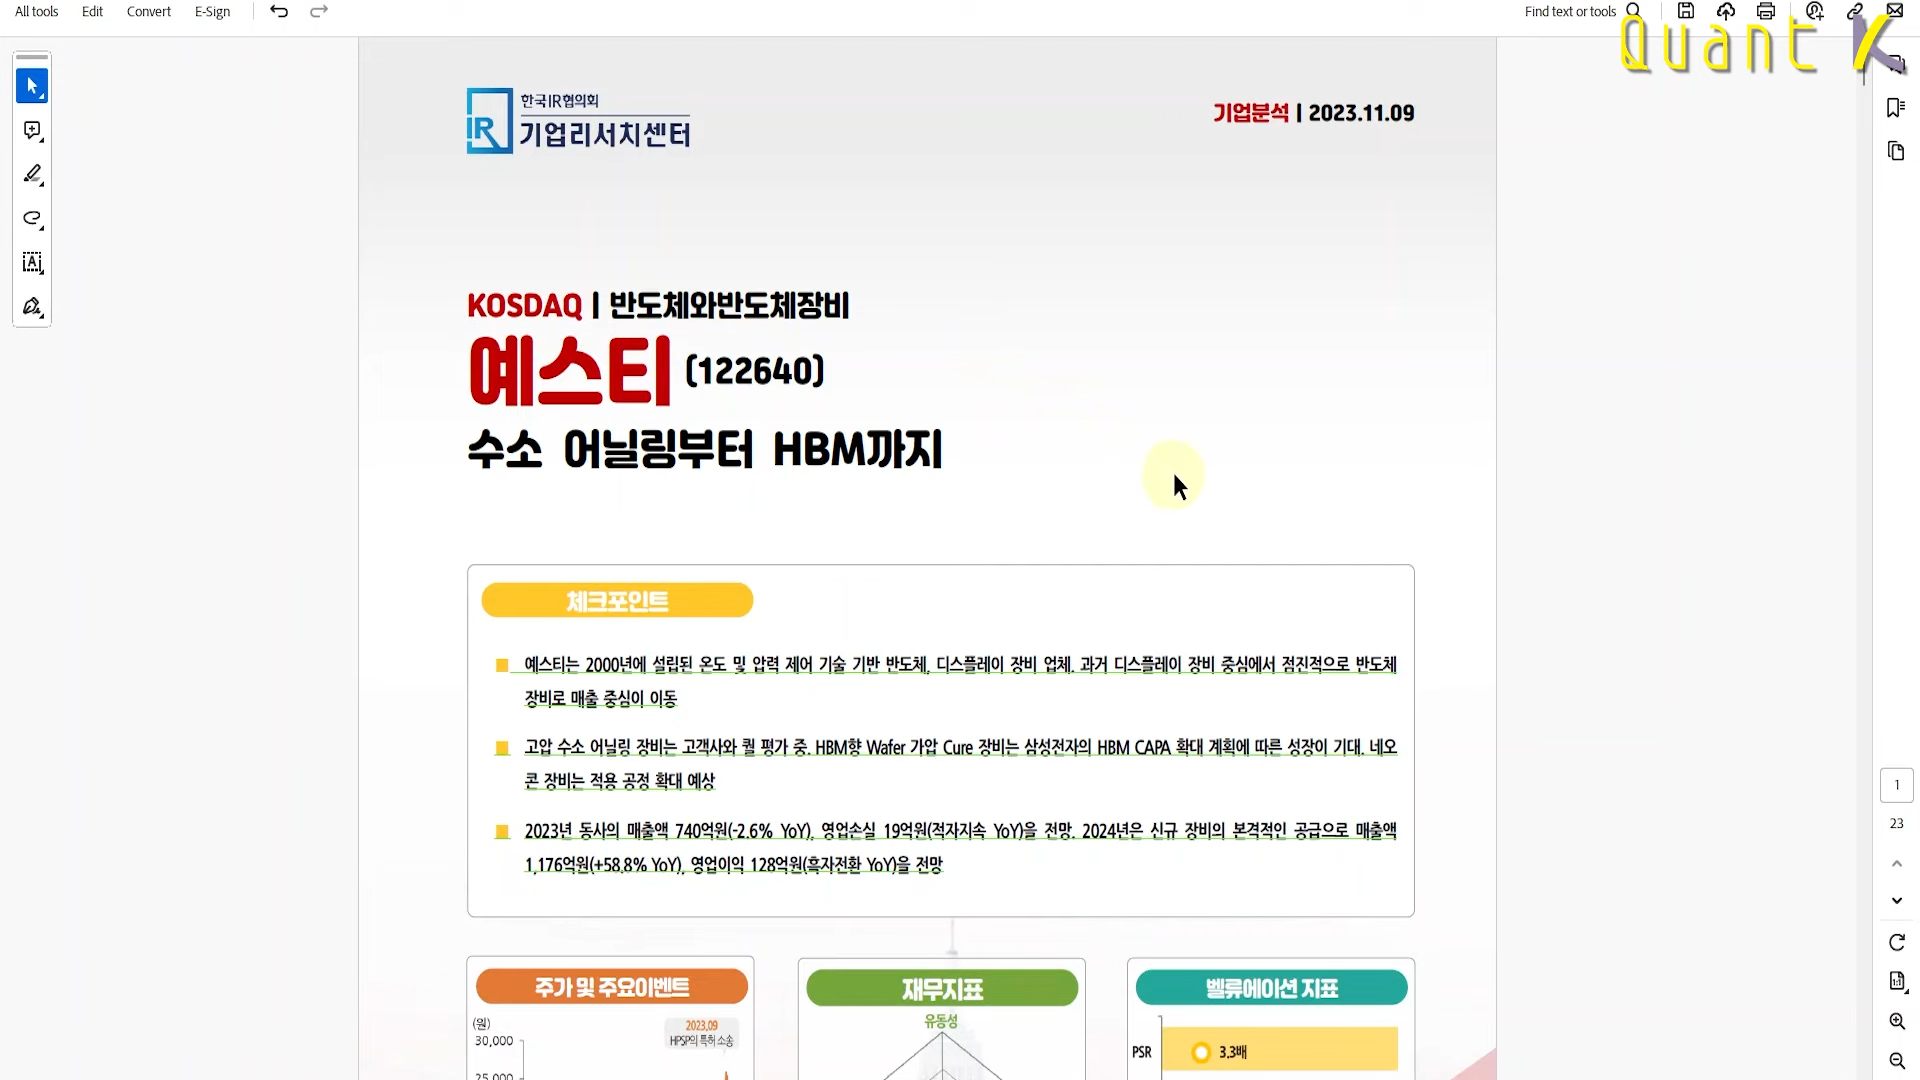 All tools Edit Convert E-Sign Find text or tools
Quant K
한국IR협의회
IR 기업리서치센터
기업분석 | 2023.11.09
KOSDAQ | 반도체와반도체장비
예스티 (122640)
수소 어닐링부터 HBM까지
체크포인트
예스티는 2000년에 설립된 온도 및 압력 제어 기술 기반 반도체, 디스플레이 장비 업체. 과거 디스플레이 장비 중심에서 점진적으로 반도체
장비로 매출 중심이 이동
고압 수소 어닐링 장비는 고객사와 퀄 평가 중. HBM향 Wafer 가압 Cure 장비는 삼성전자의 HBM CAPA 확대 계획에 따른 성장이 기대. 네오
콘 장비는 적용 공정 확대 예상
2023년 동사의 매출액 740억원(-2.6% YoY), 영업손실 19억원(적자지속 YoY)을 전망. 2024년은 신규 장비의 본격적인 공급으로 매출액
1,176억원(+58.8% YoY), 영업이익 128억원(흑자전환 YoY)을 전망
1
23
주가 및 주요이벤트
(원)
2023.09
HPSP의 특허 소송
30,000
25,000
재무지표
유동성
벨류에이션 지표
PSR 3.3배